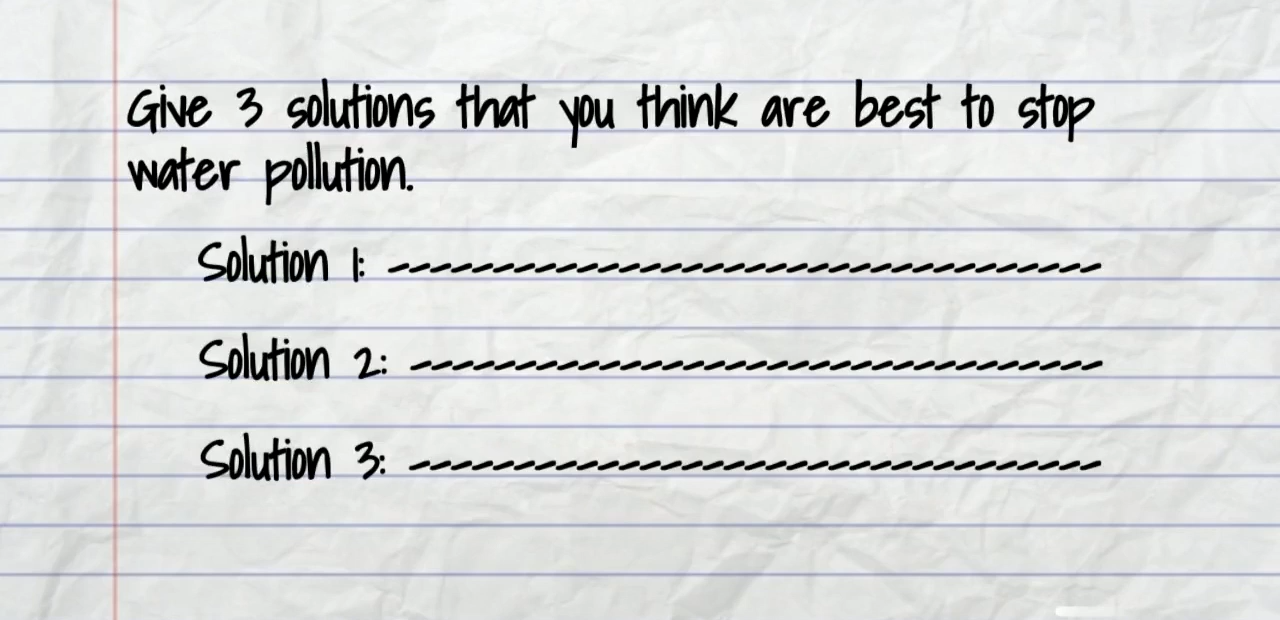 Give 3 solutions that you think are best to stop
water pollution.
Solution 1: ----------------------------------
Solution 2: ---------------------------------
Solution 3: ---------------------------------